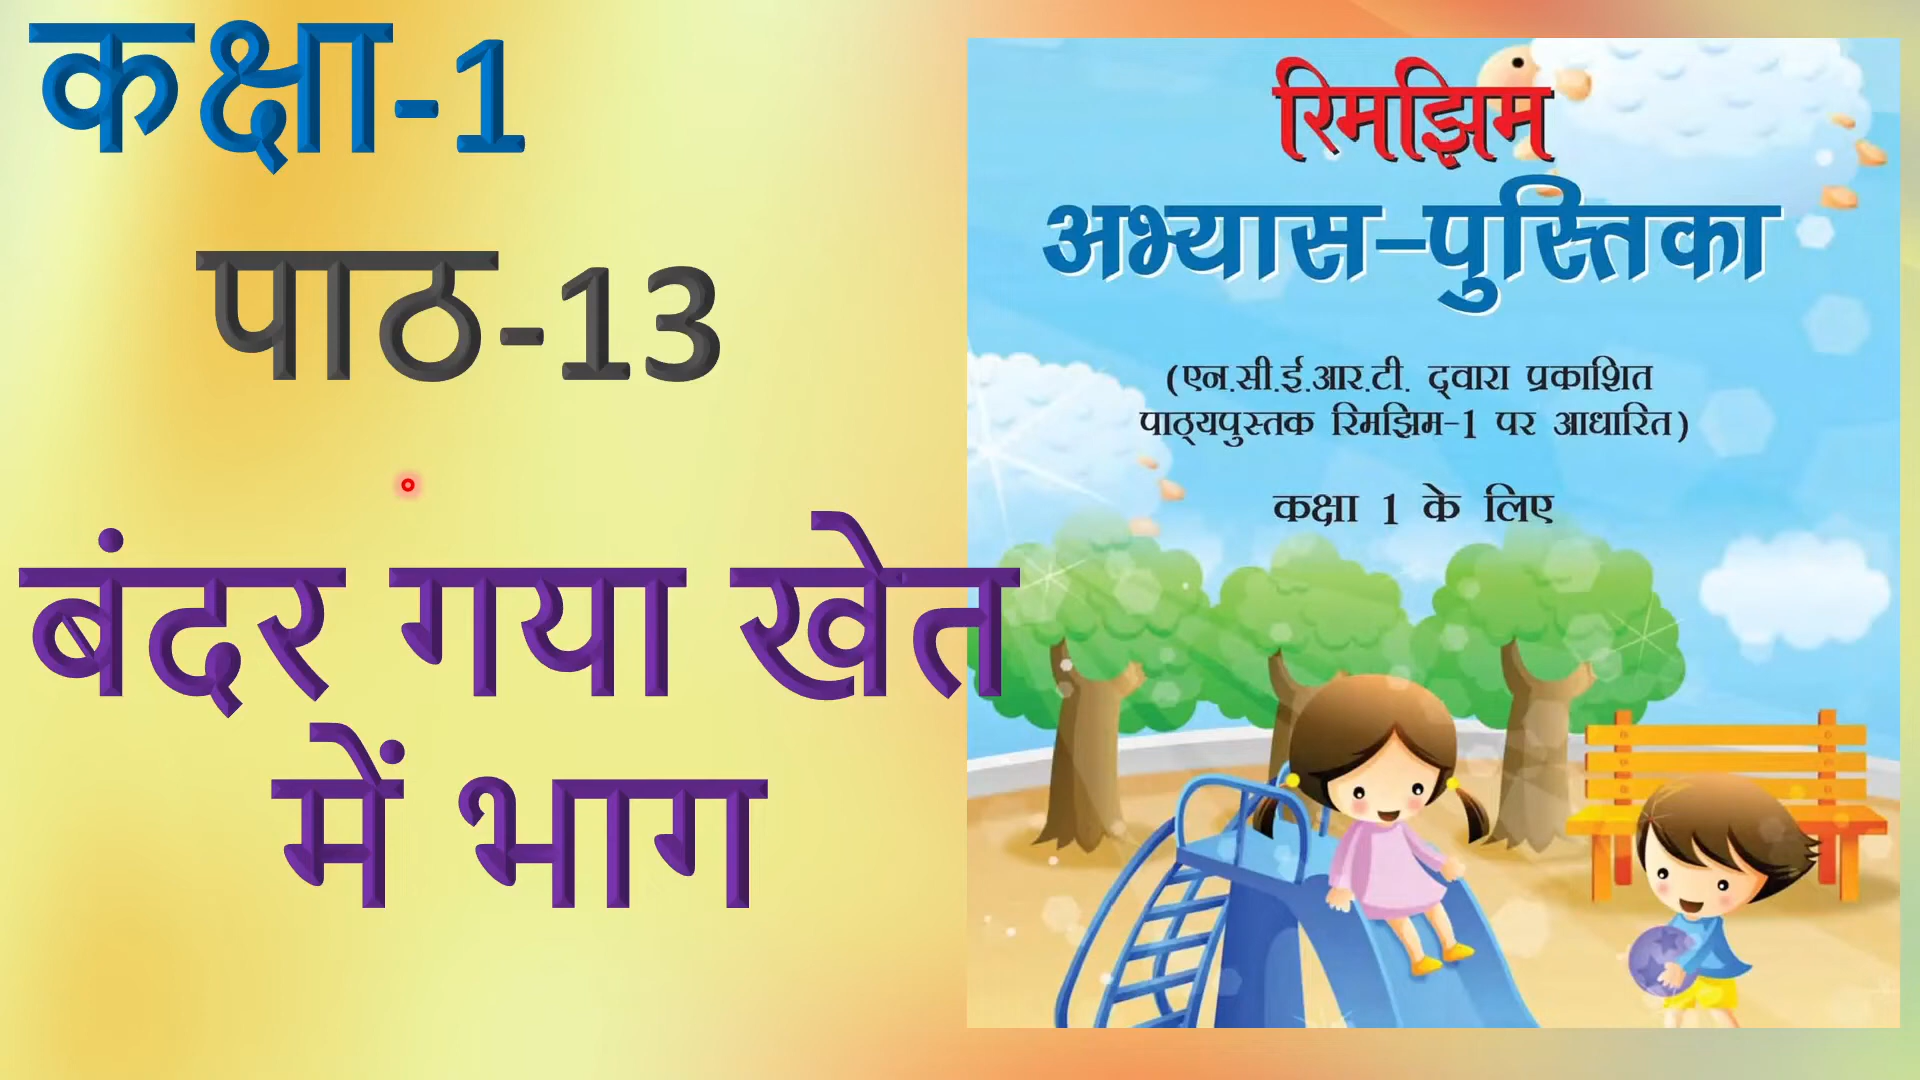 कक्षा-1
पाठ-13
बंदर गया खेत
में भाग
रिमझिम
अभ्यास-पुस्तिका
(एन.सी.ई.आर.टी. द्वारा प्रकाशित
पाठ्यपुस्तक रिमझिम-1 पर आधारित)
कक्षा 1 के लिए